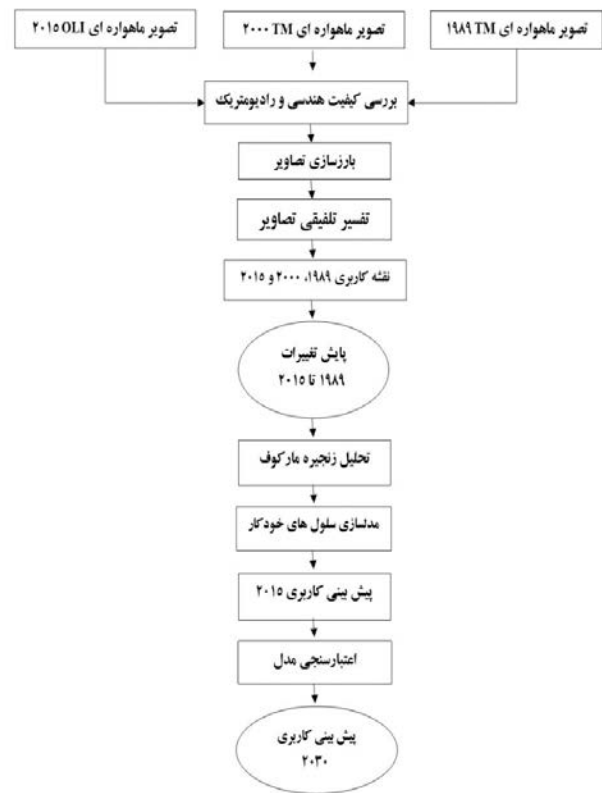 تصویر ماهواره ای TM ۱۹۸۹
تصویر ماهواره ای TM ۲۰۰۰
تصویر ماهواره ای OLI ۲۰۱۵
بررسی کیفیت هندسی و رادیومتریک
بارزسازی تصاویر
تفسیر تلفیقی تصاویر
نقشه کاربری ۱۹۸۹، ۲۰۰۰ و ۲۰۱۵
پایش تغییرات
۱۹۸۹ تا ۲۰۱۵
تحلیل زنجیره مارکوف
مدلسازی سلول های خودکار
پیش بینی کاربری ۲۰۱۵
اعتبارسنجی مدل
پیش بینی کاربری
۲۰۳۰